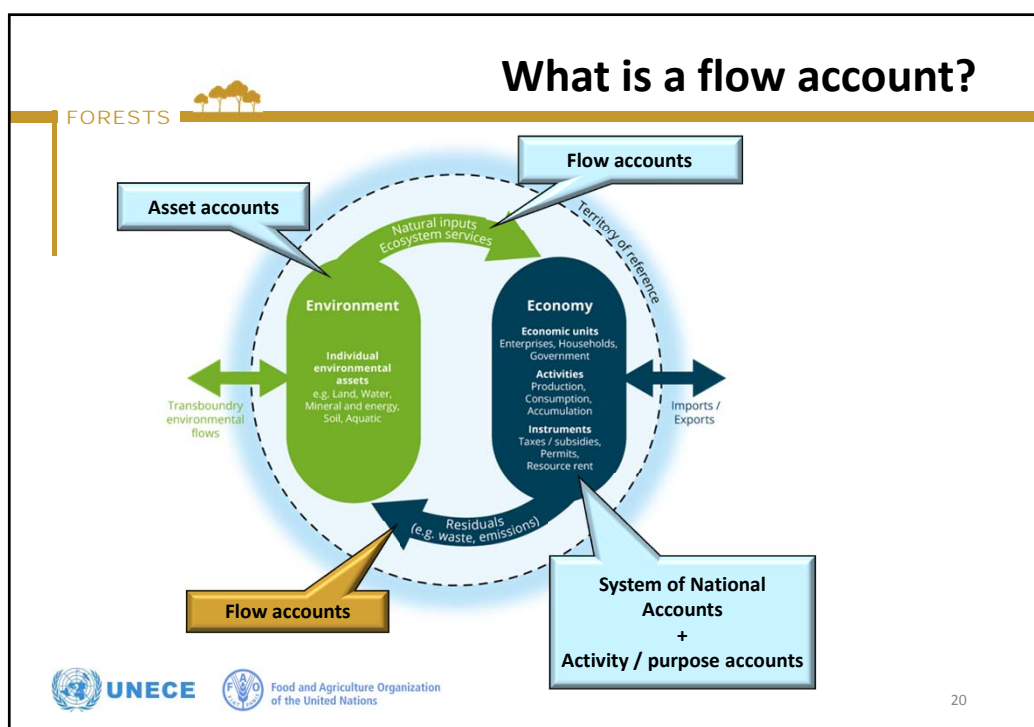 What is a flow account?
FORESTS
Flow accounts
Asset accounts
Natural inputs
Ecosystem services
Territory of reference
Environment
Individual
environmental
assets
e.g. Land, Water,
Mineral and energy,
Soil, Aquatic
Economy
Economic units
Enterprises, Households,
Government
Activities
Production,
Consumption,
Accumulation
Instruments
Taxes / subsidies,
Permits,
Resource rent
Transboundry
environmental
flows
Imports /
Exports
Residuals
(e.g. waste, emissions)
Flow accounts
System of National
Accounts
+
Activity / purpose accounts
UNECE
FAO
FIAT PANIS
Food and Agriculture Organization
of the United Nations
20